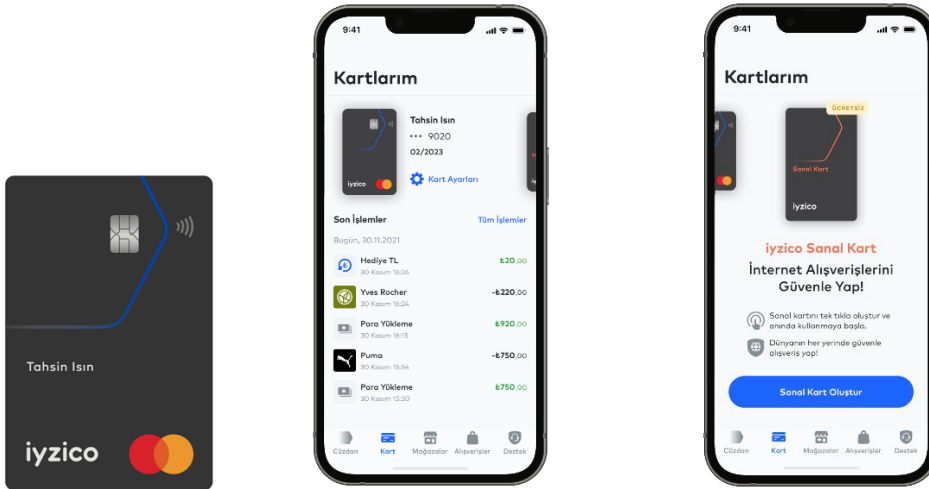 Tahsin Isın
iyzico
9:41
Kartlarım
Tahsin Isın
••• 9020
02/2023
Kart Ayarları
iyzico
Son İşlemler
Tüm İşlemler
Bugün, 30.11.2021
Hediye TL
₺20,00
30 Kasım 16:26
Yves Rocher
-₺220,00
30 Kasım 16:24
Para Yükleme
₺920,00
30 Kasım 16:15
Puma
-₺750,00
30 Kasım 15:54
Para Yükleme
₺750,00
30 Kasım 15:20
Cüzdan Kart Mağazalar Alışverişler Destek
9:41
Kartlarım
ÜCRETSİZ
Sanal Kart
iyzico
iyzico Sanal Kart
İnternet Alışverişlerini
Güvenle Yap!
Sanal kartını tek tıkla oluştur ve
anında kullanmaya başla.
Dünyanın her yerinde güvenle
alışveriş yap!
Sanal Kart Oluştur
Cüzdan Kart Mağazalar Alışverişler Destek